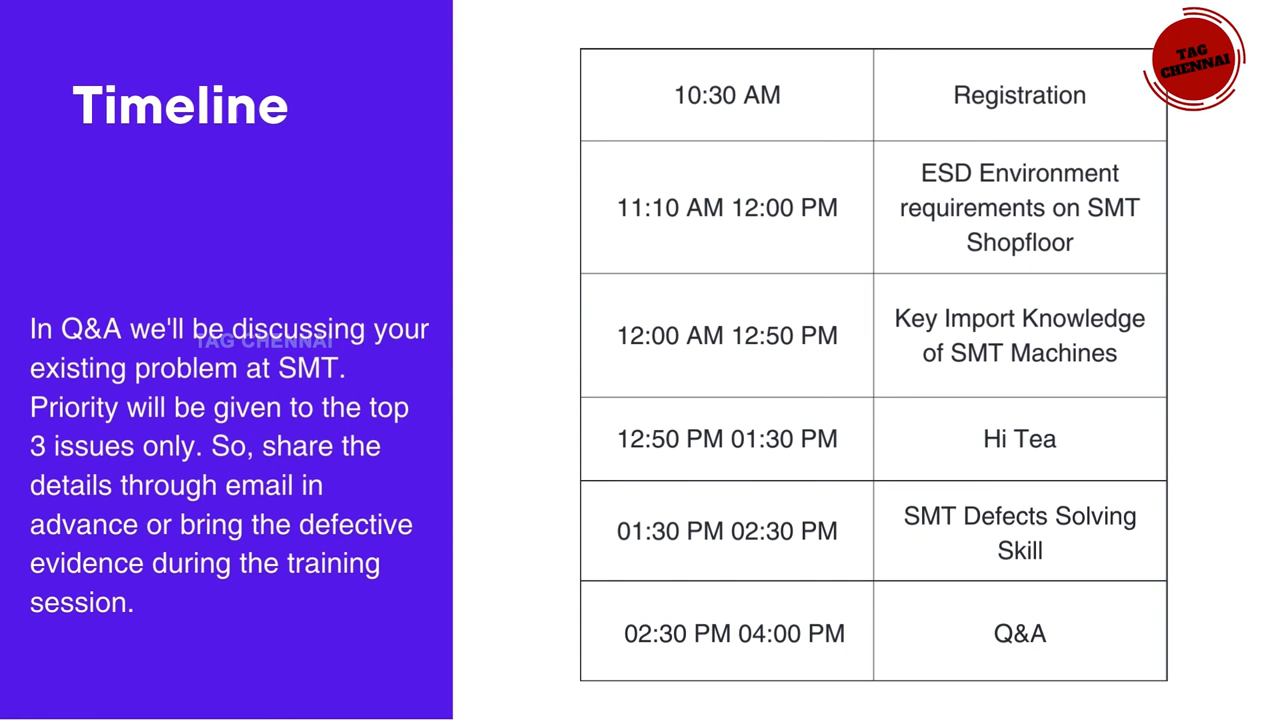 Timeline
In Q&A we'll be discussing your
existing problem at SMT.
Priority will be given to the top
3 issues only. So, share the
details through email in
advance or bring the defective
evidence during the training
session.
TAG CHENNAI
10:30 AM
Registration
11:10 AM 12:00 PM
ESD Environment
requirements on SMT
Shopfloor
12:00 AM 12:50 PM
Key Import Knowledge
of SMT Machines
12:50 PM 01:30 PM
Hi Tea
01:30 PM 02:30 PM
SMT Defects Solving
Skill
02:30 PM 04:00 PM
Q&A
TAG
CHENNAI